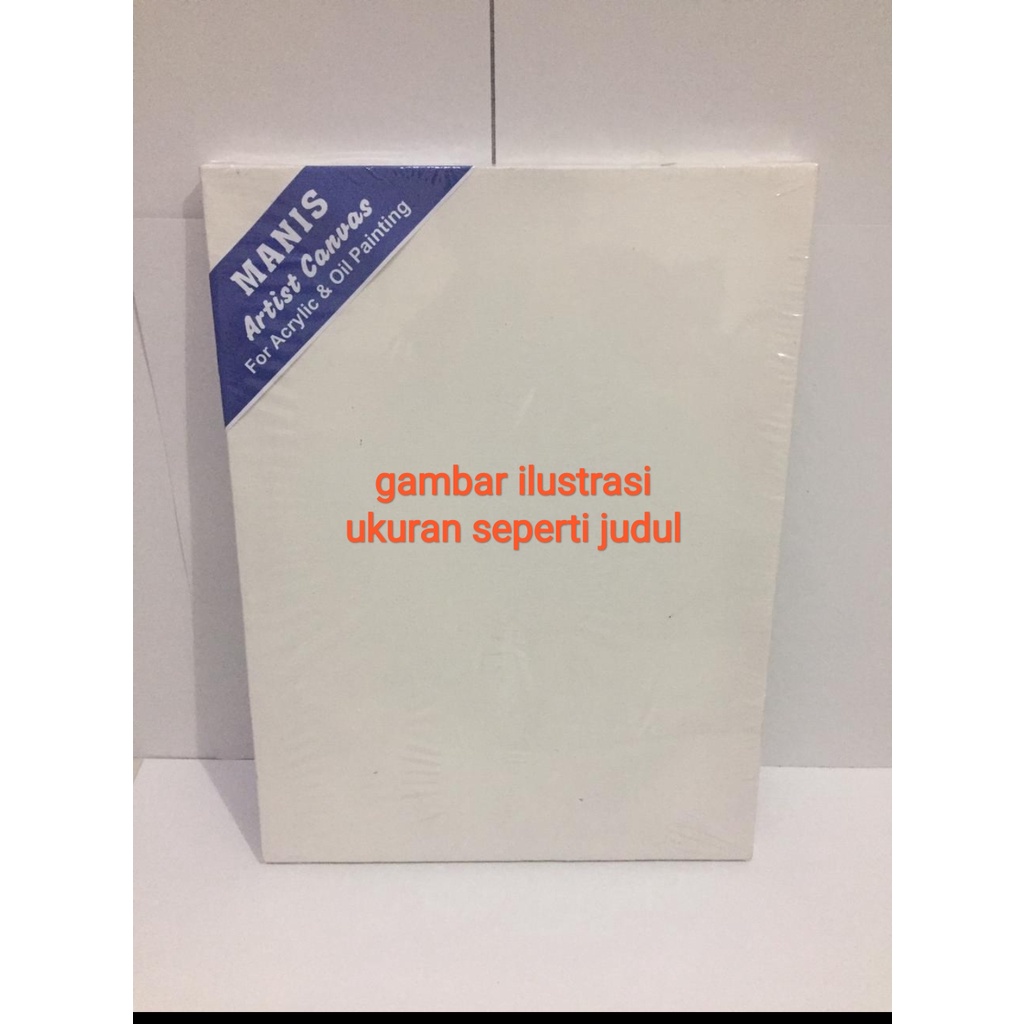 MANIS
Artist Canvas
For Acrylic & Oil Painting
gambar ilustrasi
ukuran seperti judul